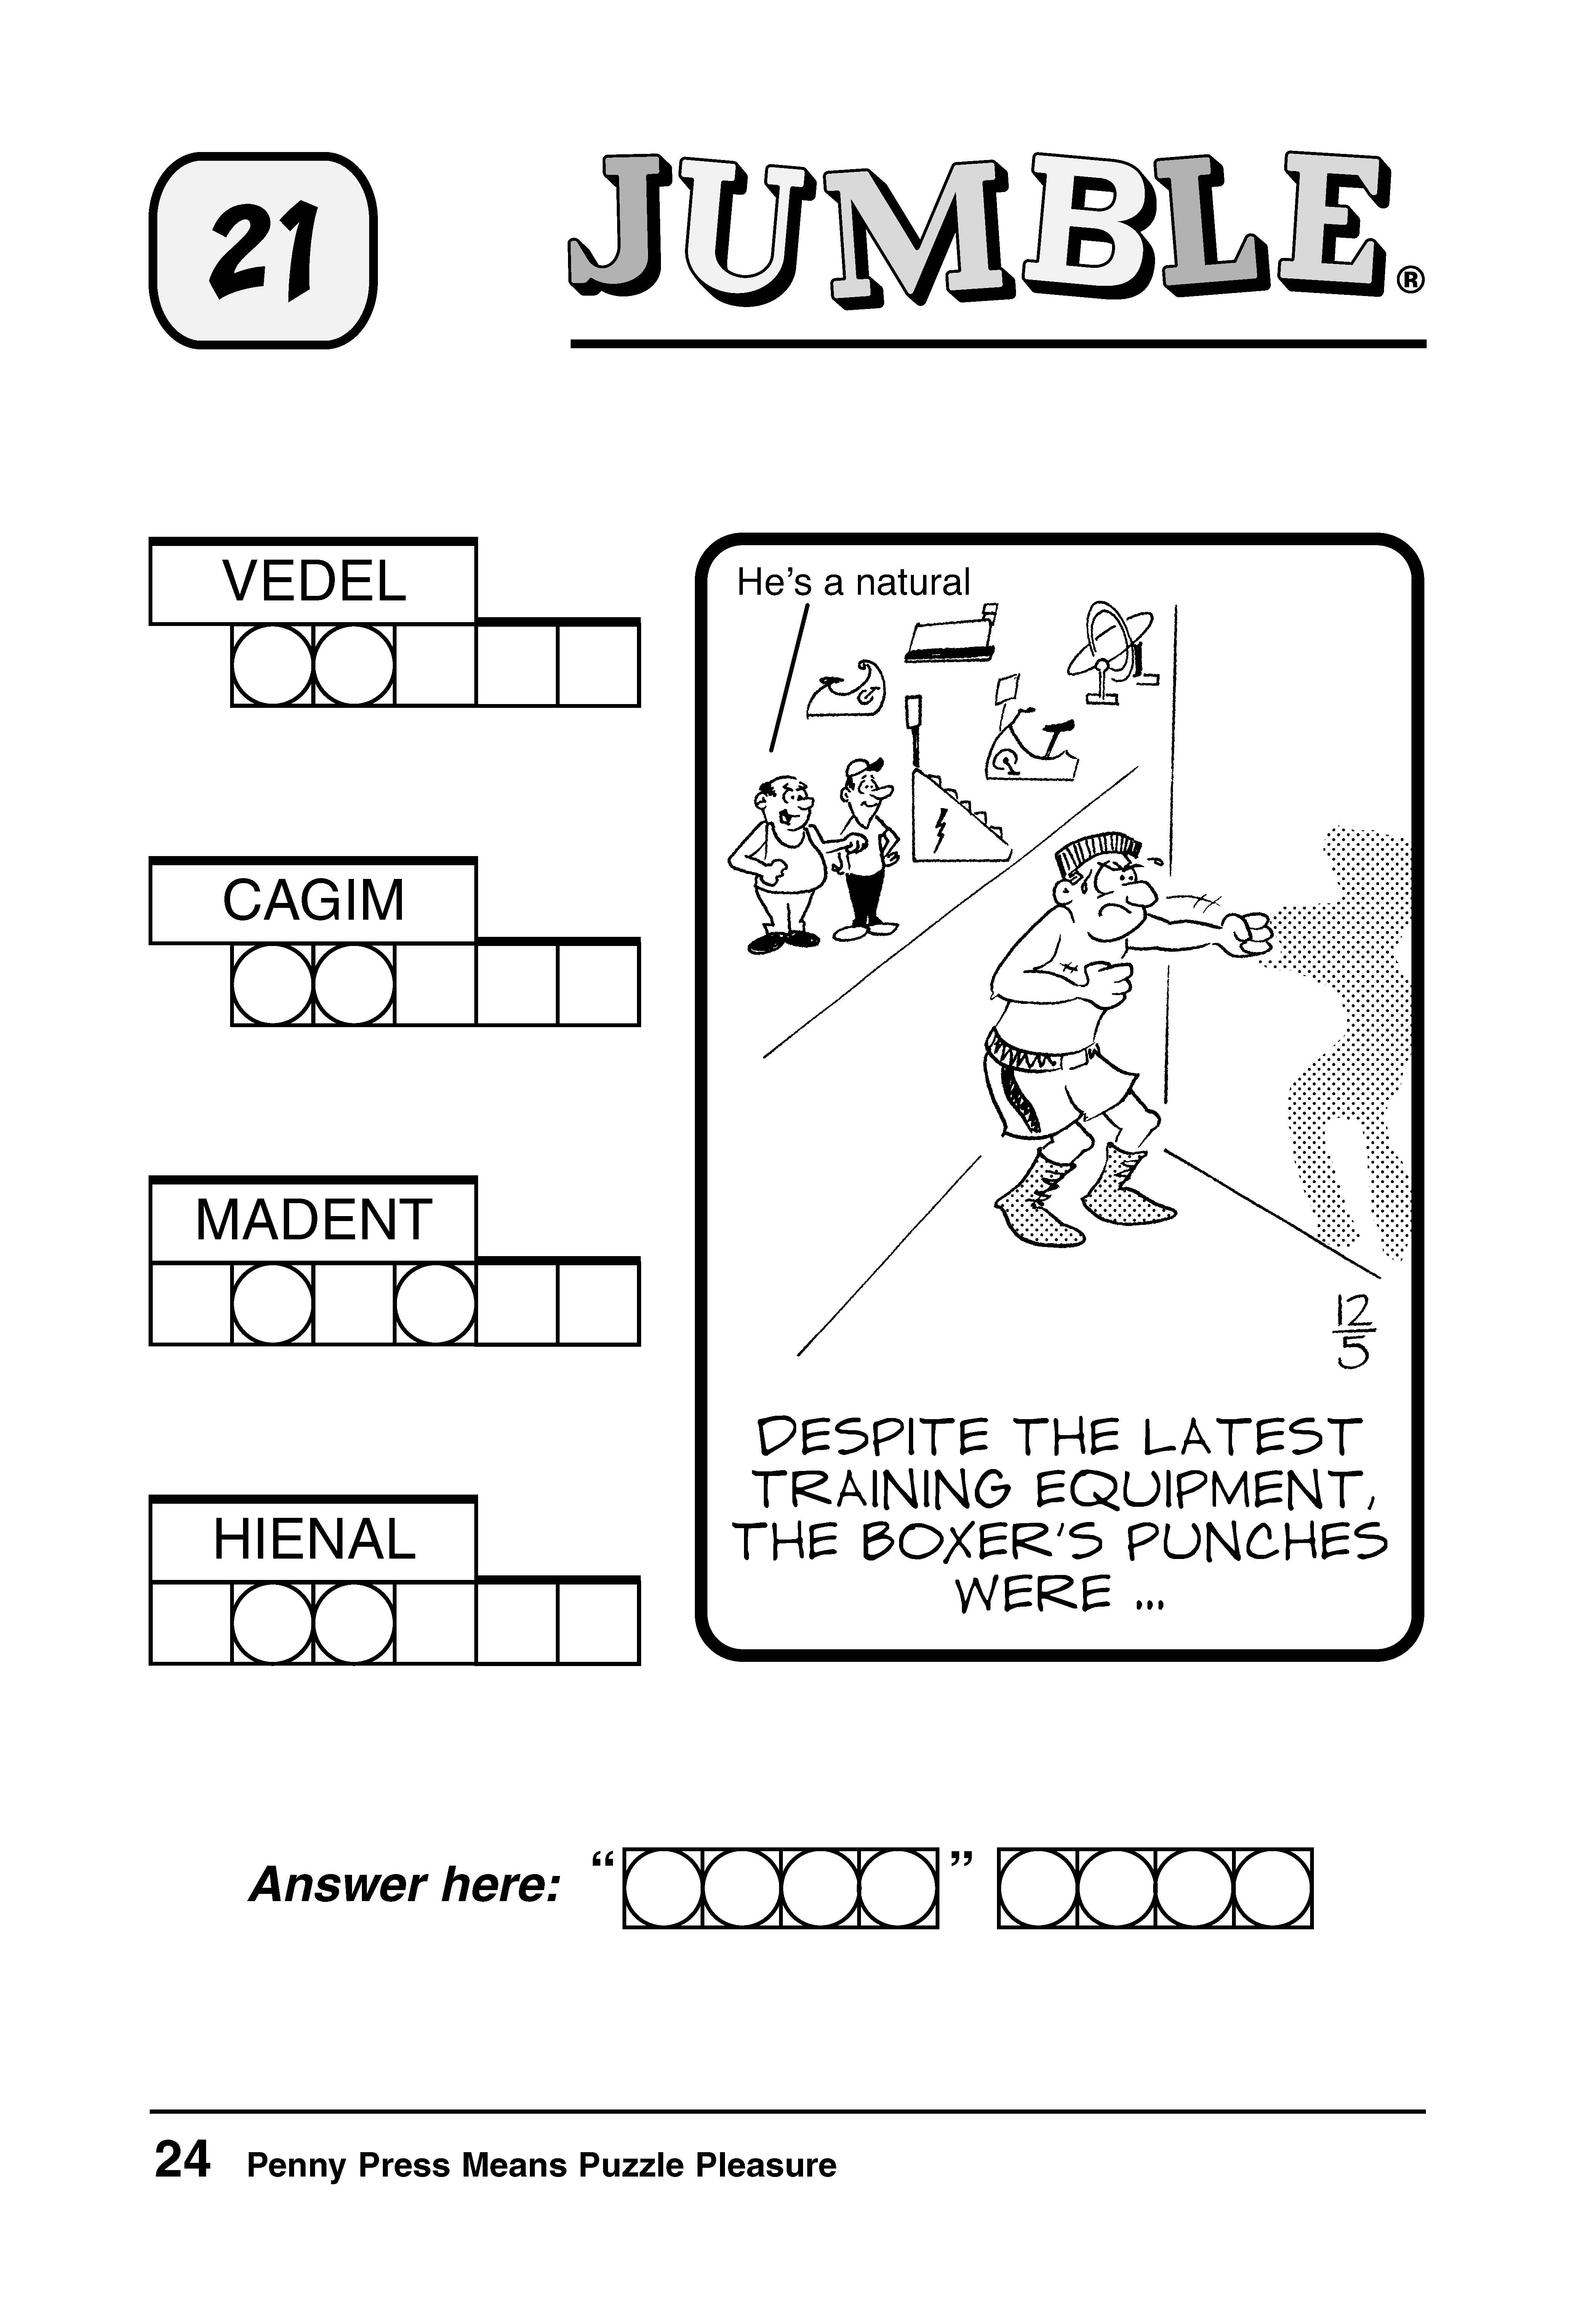 21
JUMBLE®
VEDEL
CAGIM
MADENT
HIENAL
He’s a natural
12
5
DESPITE THE LATEST
TRAINING EQUIPMENT,
THE BOXER’S PUNCHES
WERE ...
Answer here: “ ”
24 Penny Press Means Puzzle Pleasure